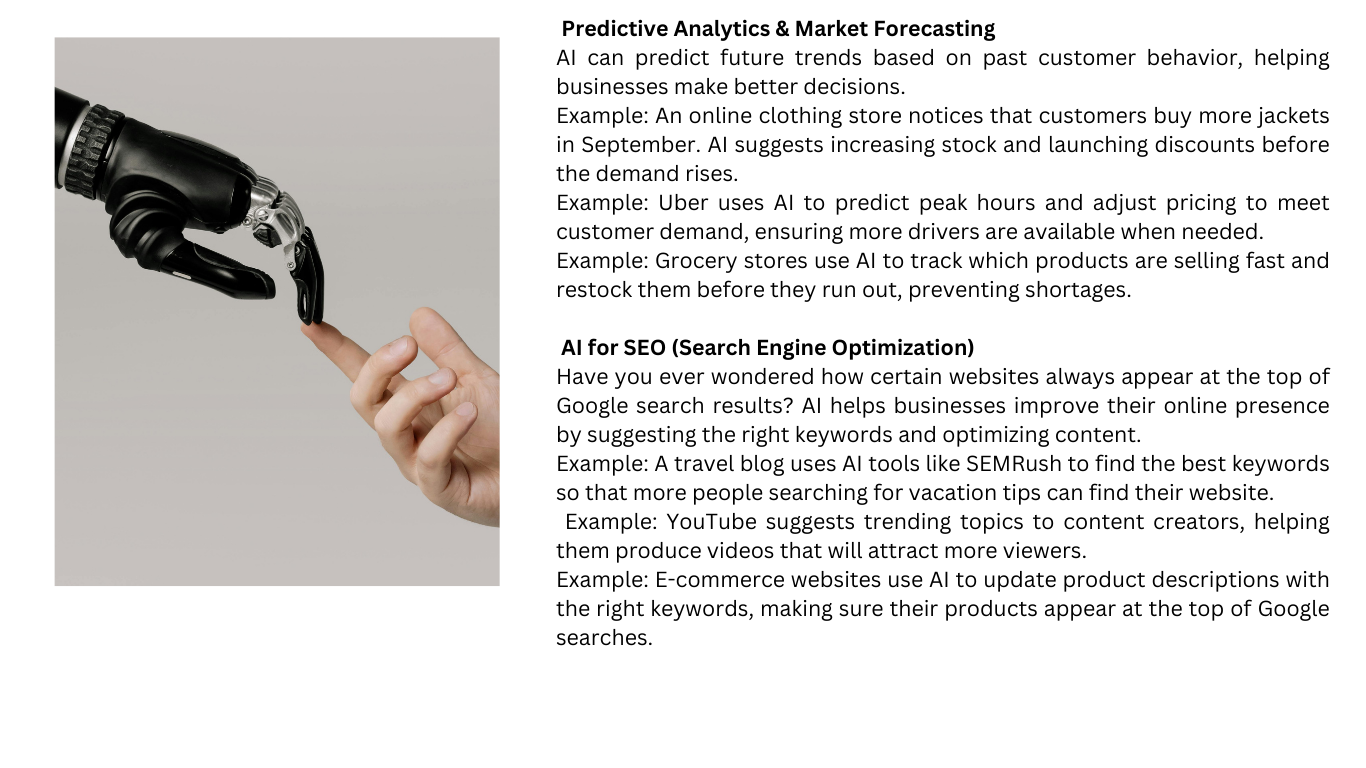 Predictive Analytics & Market Forecasting
AI can predict future trends based on past customer behavior, helping
businesses make better decisions.
Example: An online clothing store notices that customers buy more jackets
in September. AI suggests increasing stock and launching discounts before
the demand rises.
Example: Uber uses AI to predict peak hours and adjust pricing to meet
customer demand, ensuring more drivers are available when needed.
Example: Grocery stores use AI to track which products are selling fast and
restock them before they run out, preventing shortages.
AI for SEO (Search Engine Optimization)
Have you ever wondered how certain websites always appear at the top of
Google search results? AI helps businesses improve their online presence
by suggesting the right keywords and optimizing content.
Example: A travel blog uses AI tools like SEMRush to find the best keywords
so that more people searching for vacation tips can find their website.
Example: YouTube suggests trending topics to content creators, helping
them produce videos that will attract more viewers.
Example: E-commerce websites use AI to update product descriptions with
the right keywords, making sure their products appear at the top of Google
searches.